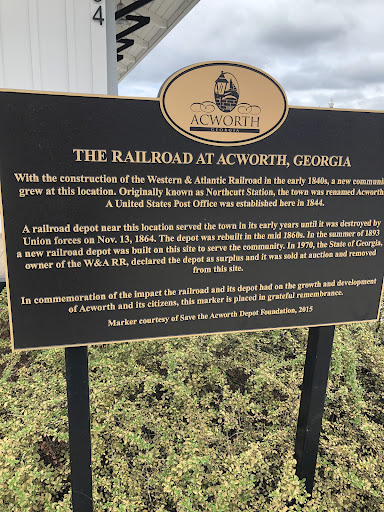 34
ACWORTH
GEORGIA
THE RAILROAD AT ACWORTH, GEORGIA
With the construction of the Western & Atlantic Railroad in the early 1840s, a new communi
grew at this location. Originally known as Northcutt Station, the town was renamed Acworth
A United States Post Office was established here in 1844.
A railroad depot near this location served the town in its early years until it was destroyed by
Union forces on Nov. 13, 1864. The depot was rebuilt in the mid 1860s. In the summer of 1893
a new railroad depot was built on this site to serve the community. In 1970, the State of Georgia,
owner of the W&A RR, declared the depot as surplus and it was sold at auction and removed
from this site.
In commemoration of the impact the railroad and its depot had on the growth and development
of Acworth and its citizens, this marker is placed in grateful remembrance.
Marker courtesy of Save the Acworth Depot Foundation, 2015